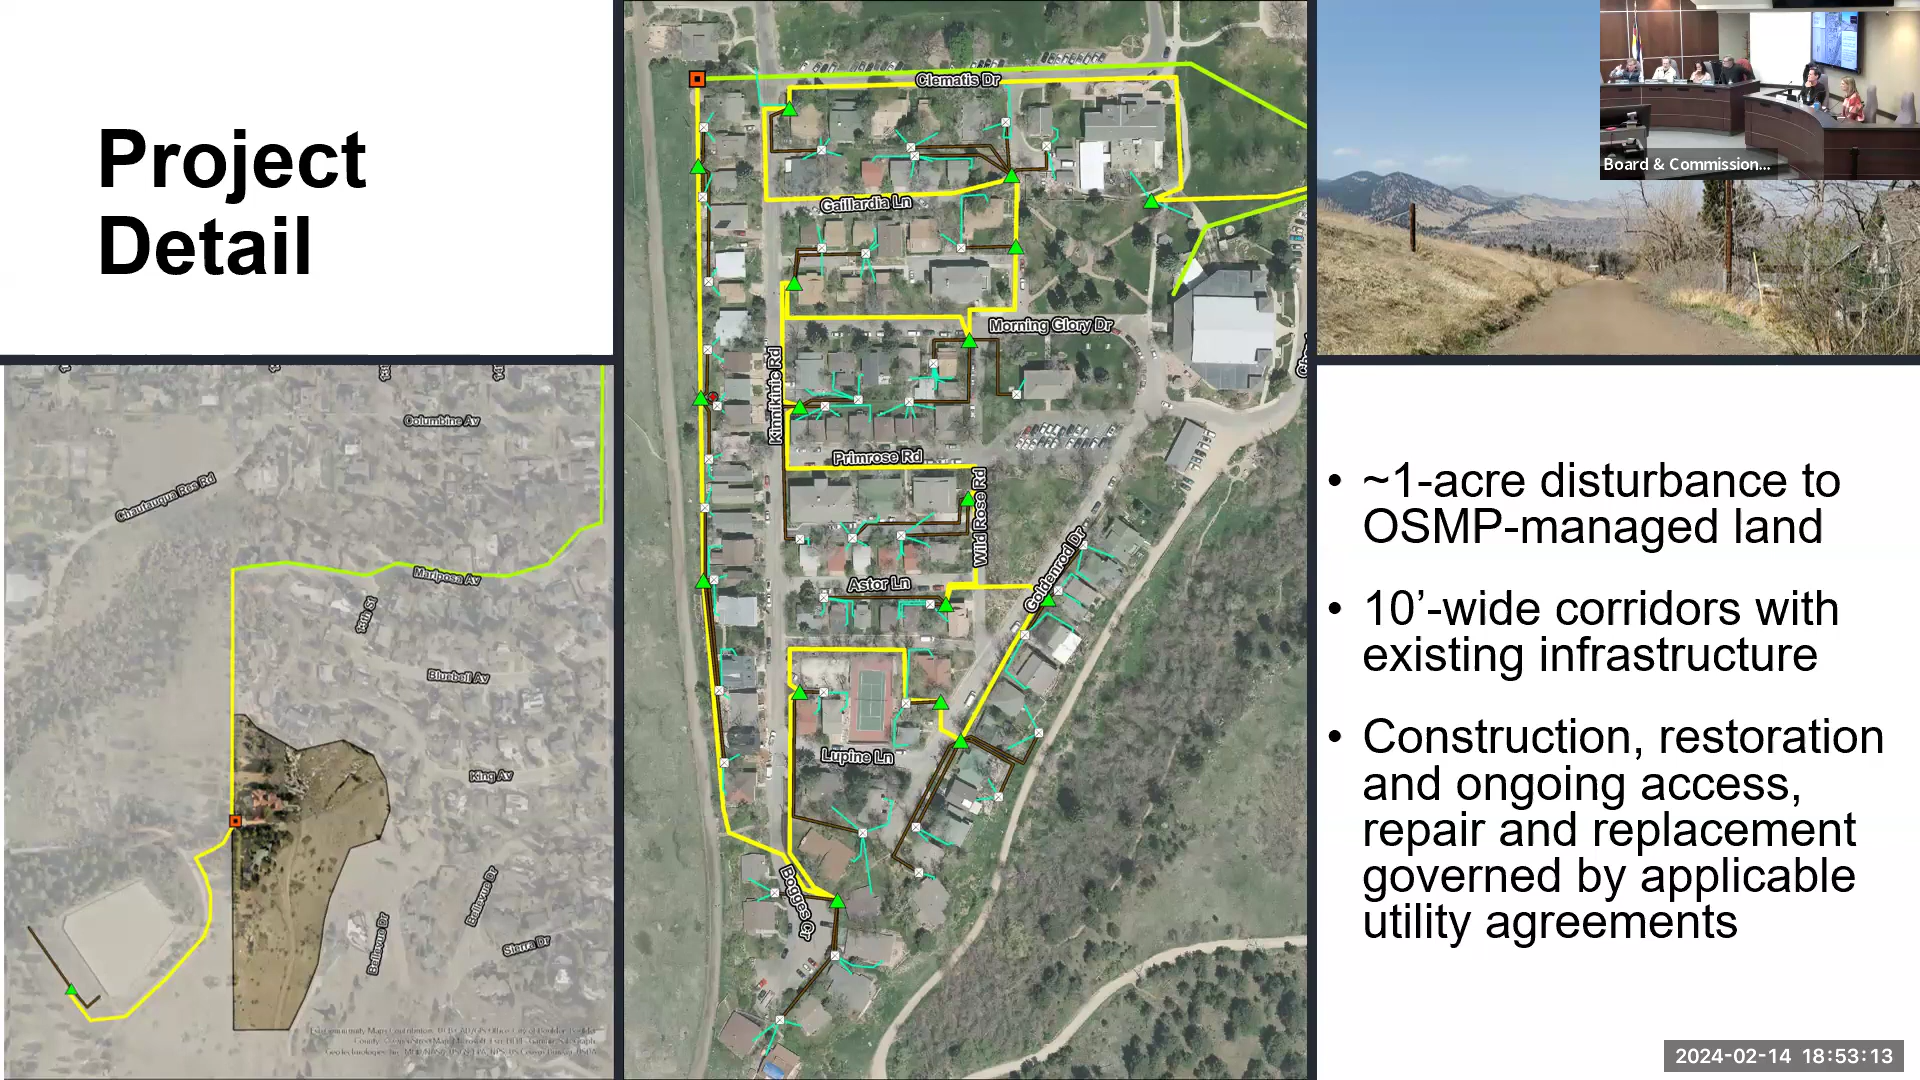 Project
Detail
Columbine Av
Chautauqua Res Rd
Mariposa Av
18th St
Bluebell Av
King Av
Bellevue Dr
Bellevue Dr
Sierra Dr
Clematis Dr
Gaillardia Ln
Morning Glory Dr
Kinnikinic Rd
Primrose Rd
Wild Rose Rd
Astor Ln
Goldenrod Dr
Lupine Ln
Bogges Cr
Board & Commission...
• ~1-acre disturbance to
OSMP-managed land
• 10’-wide corridors with
existing infrastructure
• Construction, restoration
and ongoing access,
repair and replacement
governed by applicable
utility agreements
2024-02-14 18:53:13